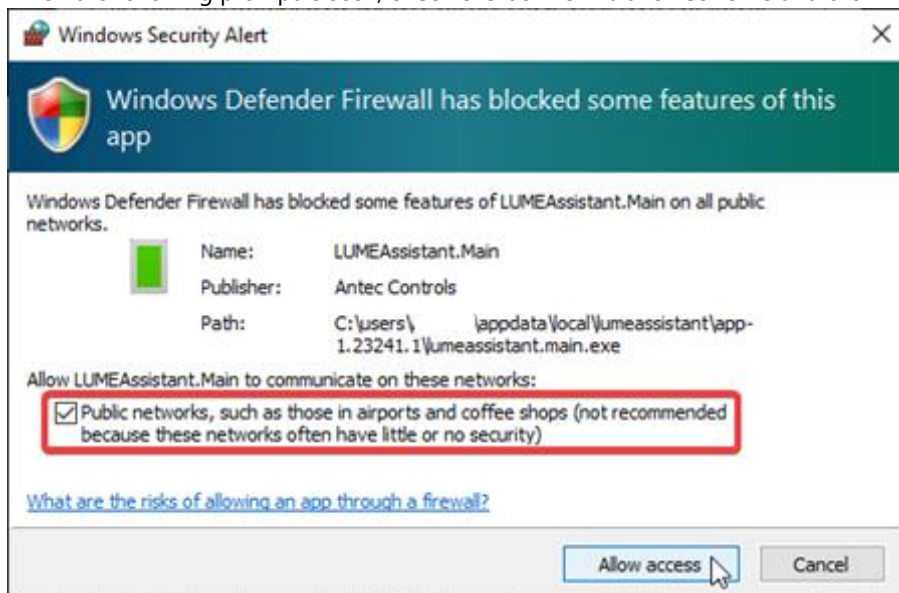 Windows Security Alert
Windows Defender Firewall has blocked some features of this
app
Windows Defender Firewall has blocked some features of LUMEAssistant.Main on all public
networks.
Name: LUMEAssistant.Main
Publisher: Antec Controls
Path: C:\users\ \appdata\local\lumeassistant\app-
1.23241.1\lumeassistant.main.exe
Allow LUMEAssistant.Main to communicate on these networks:
Public networks, such as those in airports and coffee shops (not recommended
because these networks often have little or no security)
What are the risks of allowing an app through a firewall?
Allow access
Cancel